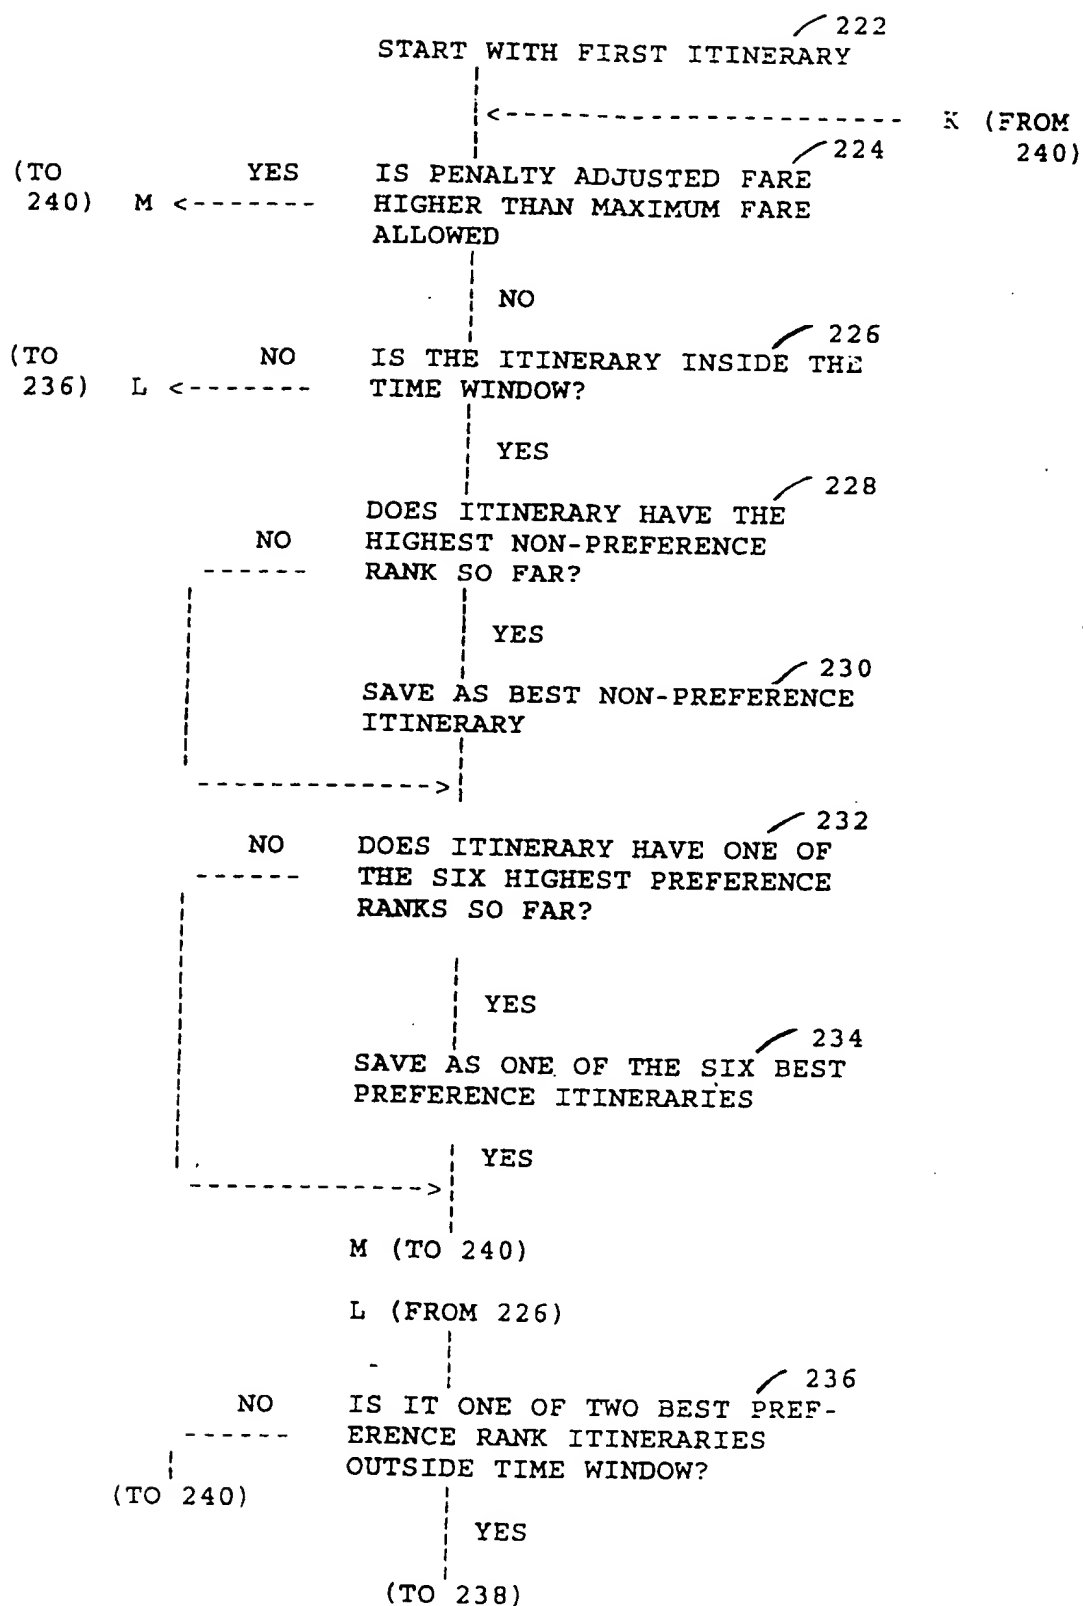 222
START WITH FIRST ITINERARY
<---------------------- K (FROM
240)
224
(TO
240) M <-------
YES
IS PENALTY ADJUSTED FARE
HIGHER THAN MAXIMUM FARE
ALLOWED
NO
226
(TO
236) L <-------
NO
IS THE ITINERARY INSIDE THE
TIME WINDOW?
YES
228
DOES ITINERARY HAVE THE
HIGHEST NON-PREFERENCE
RANK SO FAR?
NO
------
YES
230
SAVE AS BEST NON-PREFERENCE
ITINERARY
------------->
232
NO
------
DOES ITINERARY HAVE ONE OF
THE SIX HIGHEST PREFERENCE
RANKS SO FAR?
YES
234
SAVE AS ONE OF THE SIX BEST
PREFERENCE ITINERARIES
YES
------------->
M (TO 240)
L (FROM 226)
236
NO
------
IS IT ONE OF TWO BEST PREF-
ERENCE RANK ITINERARIES
OUTSIDE TIME WINDOW?
(TO 240)
YES
(TO 238)